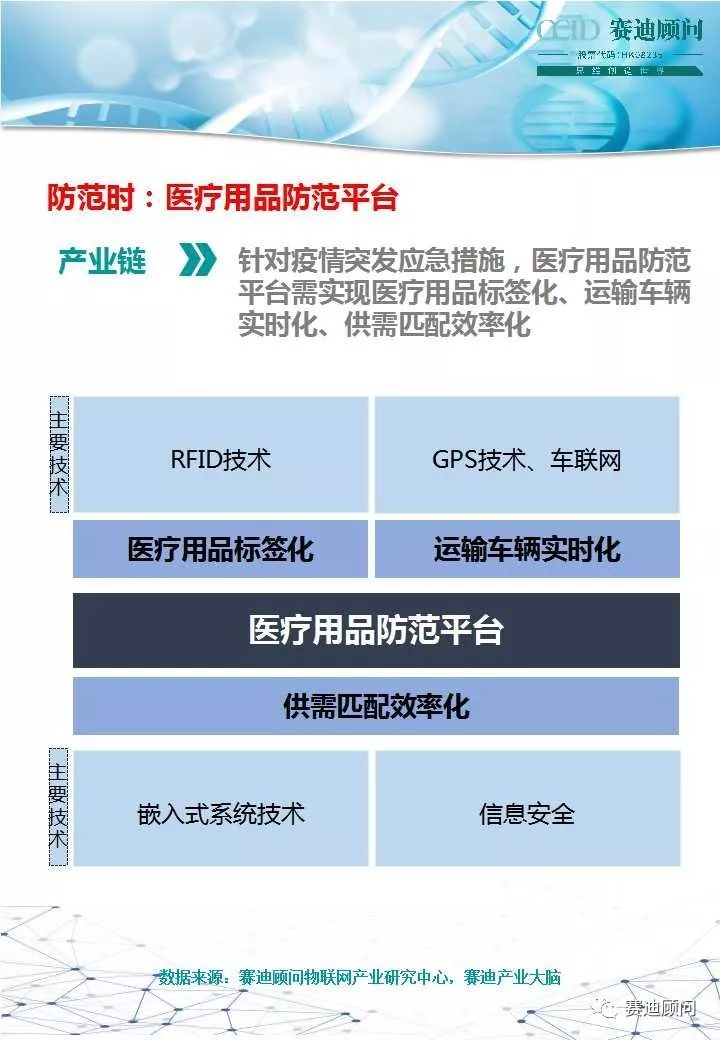 CCID 赛迪顾问
股票代码:HK08235
思维创造世界
防范时：医疗用品防范平台
产业链
针对疫情突发应急措施，医疗用品防范
平台需实现医疗用品标签化、运输车辆
实时化、供需匹配效率化
主要技术
RFID技术
GPS技术、车联网
医疗用品标签化
运输车辆实时化
医疗用品防范平台
供需匹配效率化
主要技术
嵌入式系统技术
信息安全
数据来源：赛迪顾问物联网产业研究中心，赛迪产业大脑
赛迪顾问